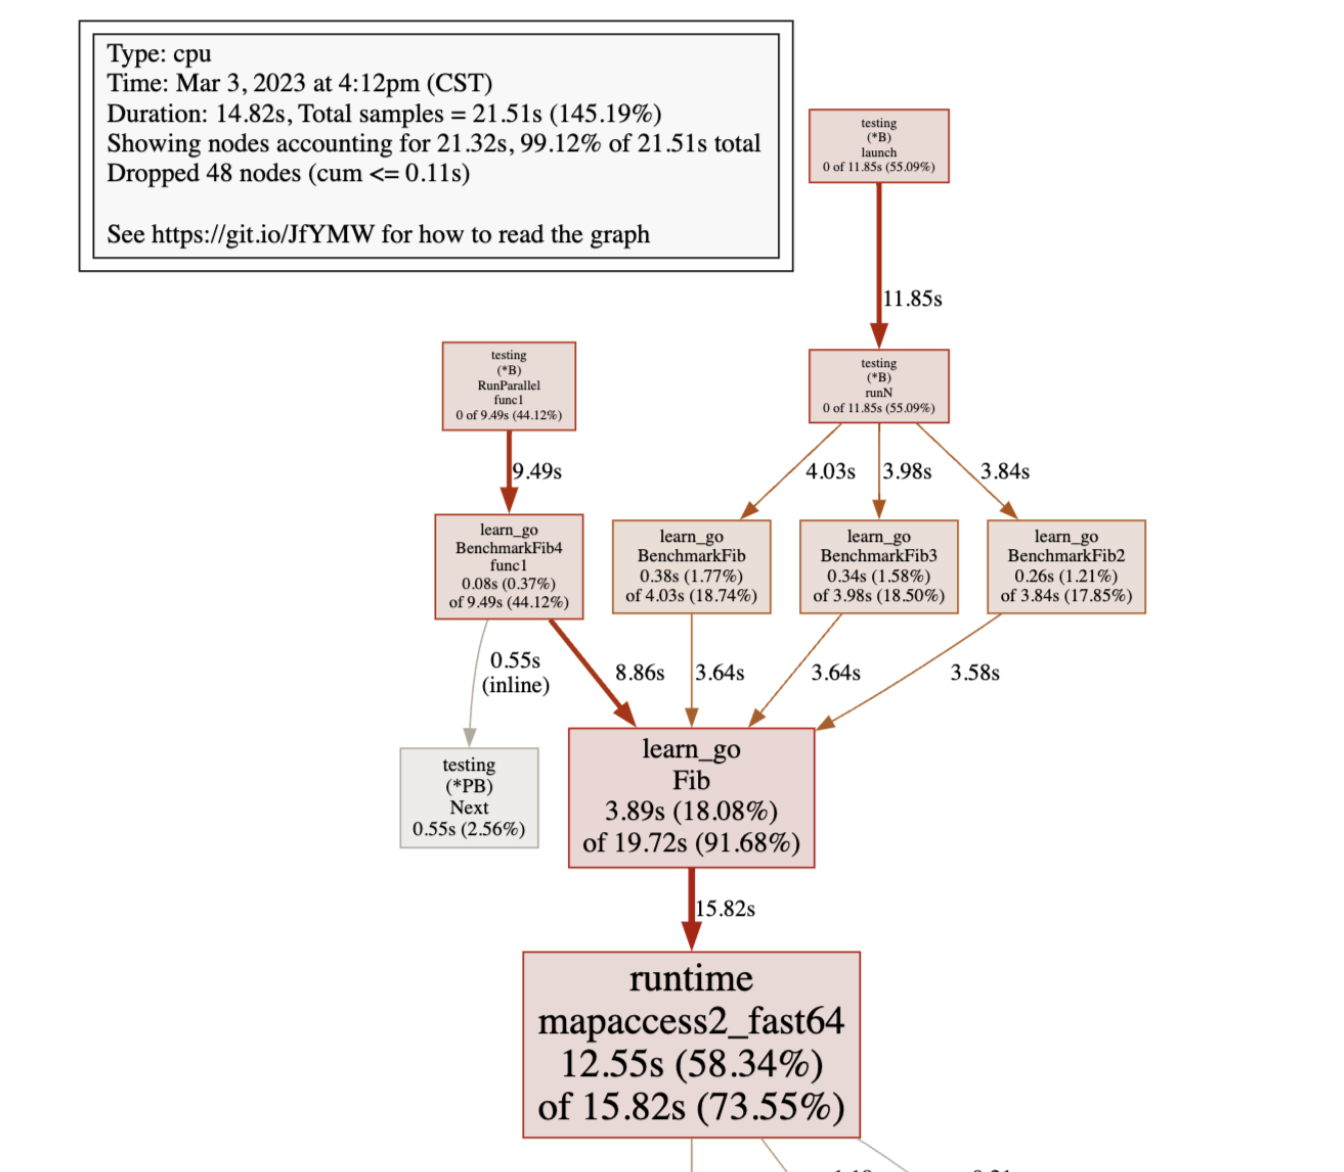 Type: cpu
Time: Mar 3, 2023 at 4:12pm (CST)
Duration: 14.82s, Total samples = 21.51s (145.19%)
Showing nodes accounting for 21.32s, 99.12% of 21.51s total
Dropped 48 nodes (cum <= 0.11s)
See https://git.io/JfYMW for how to read the graph
testing
(*B)
launch
0 of 11.85s (55.09%)
11.85s
testing
(*B)
RunParallel
func1
0 of 9.49s (44.12%)
testing
(*B)
runN
0 of 11.85s (55.09%)
9.49s
4.03s
3.98s
3.84s
learn_go
BenchmarkFib4
func1
0.08s (0.37%)
of 9.49s (44.12%)
learn_go
BenchmarkFib
0.38s (1.77%)
of 4.03s (18.74%)
learn_go
BenchmarkFib3
0.34s (1.58%)
of 3.98s (18.50%)
learn_go
BenchmarkFib2
0.26s (1.21%)
of 3.84s (17.85%)
0.55s
(inline)
8.86s
3.64s
3.64s
3.58s
testing
(*PB)
Next
0.55s (2.56%)
learn_go
Fib
3.89s (18.08%)
of 19.72s (91.68%)
15.82s
runtime
mapaccess2_fast64
12.55s (58.34%)
of 15.82s (73.55%)